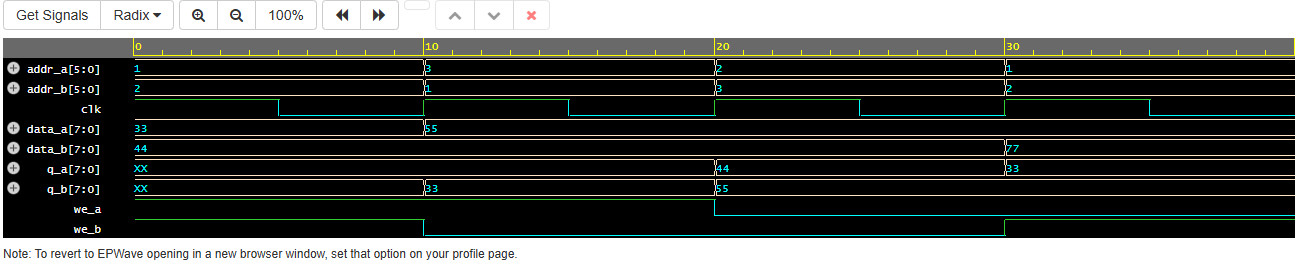 Get Signals Radix 100%
0 10 20 30
addr_a[5:0] 1 3 2 1
addr_b[5:0] 2 1 3 2
clk
data_a[7:0] 33 55
data_b[7:0] 44 77
q_a[7:0] XX 44 33
q_b[7:0] XX 33 55
we_a
we_b
Note: To revert to EPWave opening in a new browser window, set that option on your profile page.